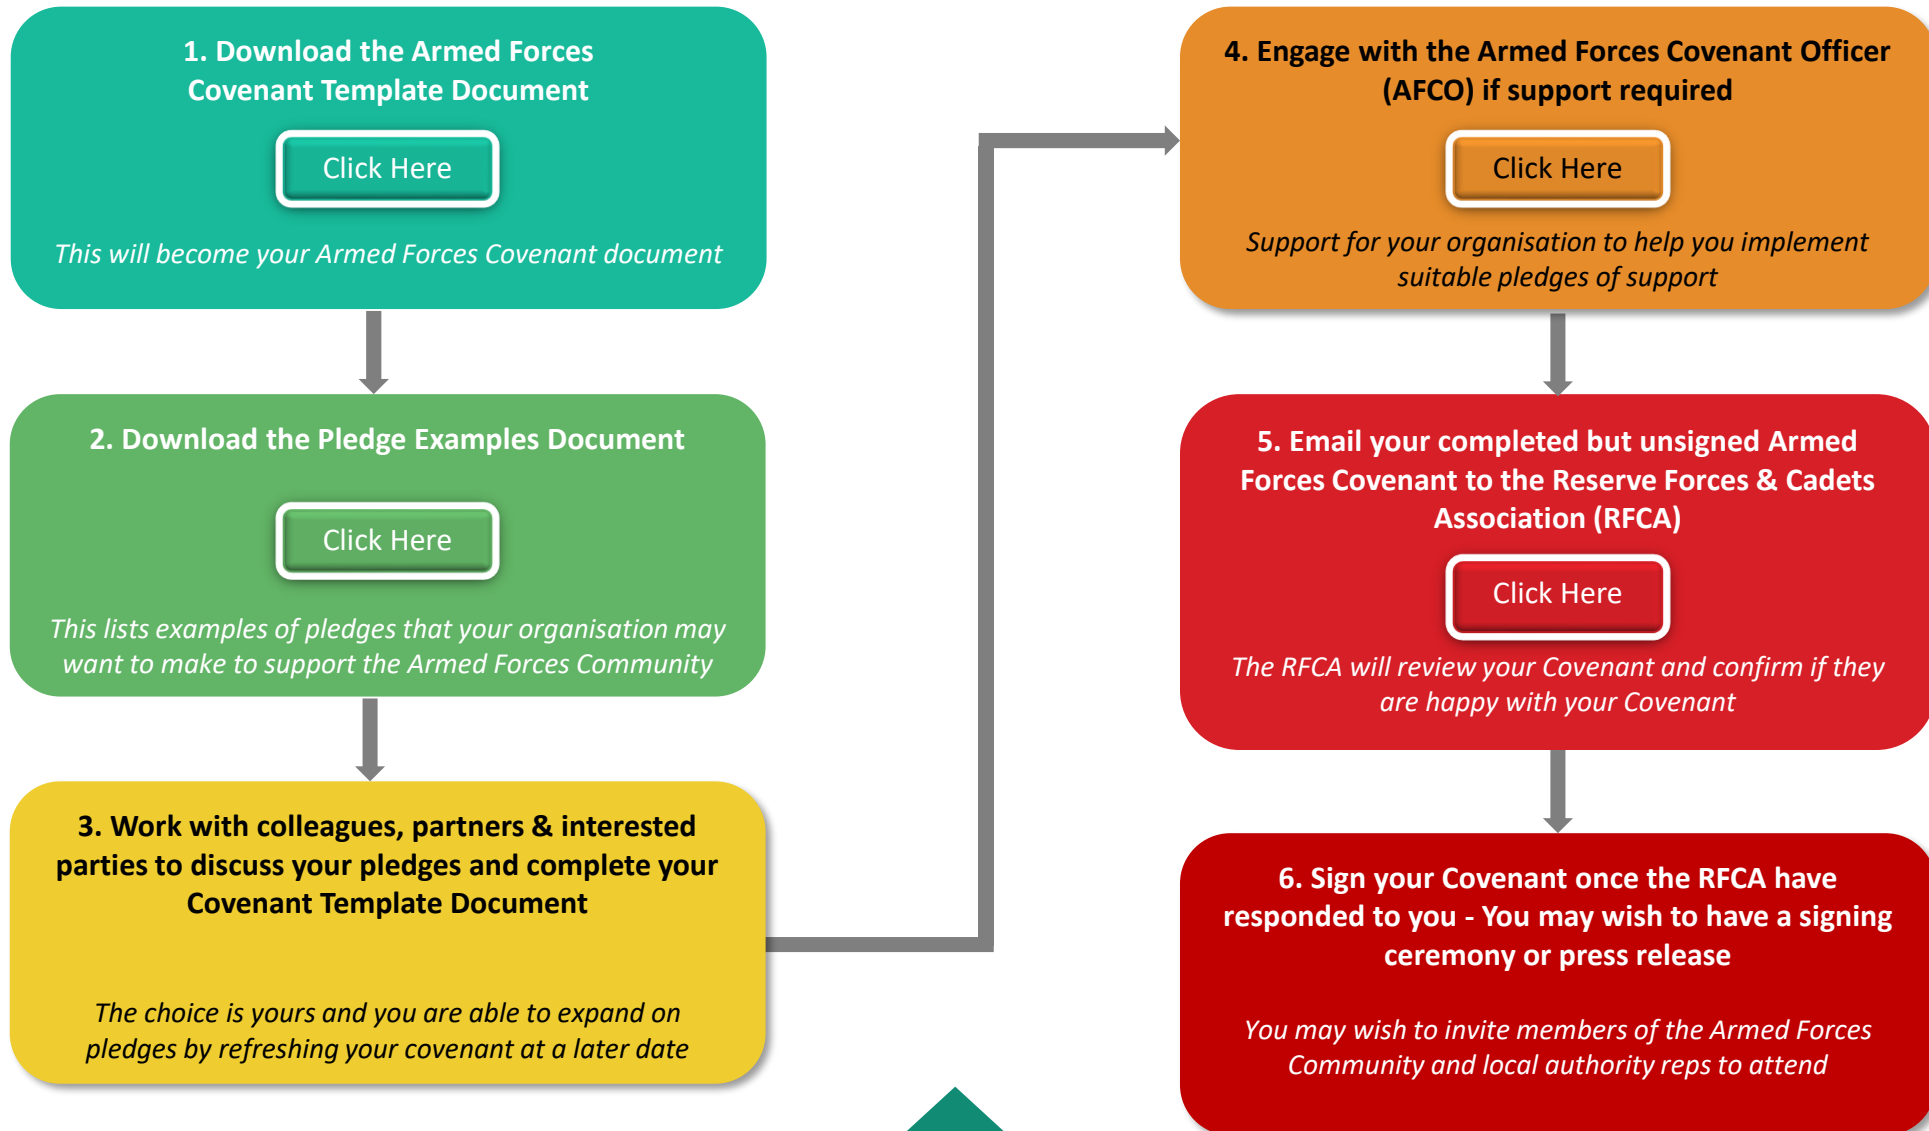 1. Download the Armed Forces
Covenant Template Document
Click Here
This will become your Armed Forces Covenant document
2. Download the Pledge Examples Document
Click Here
This lists examples of pledges that your organisation may
want to make to support the Armed Forces Community
3. Work with colleagues, partners & interested
parties to discuss your pledges and complete your
Covenant Template Document
The choice is yours and you are able to expand on
pledges by refreshing your covenant at a later date
4. Engage with the Armed Forces Covenant Officer
(AFCO) if support required
Click Here
Support for your organisation to help you implement
suitable pledges of support
5. Email your completed but unsigned Armed
Forces Covenant to the Reserve Forces & Cadets
Association (RFCA)
Click Here
The RFCA will review your Covenant and confirm if they
are happy with your Covenant
6. Sign your Covenant once the RFCA have
responded to you - You may wish to have a signing
ceremony or press release
You may wish to invite members of the Armed Forces
Community and local authority reps to attend